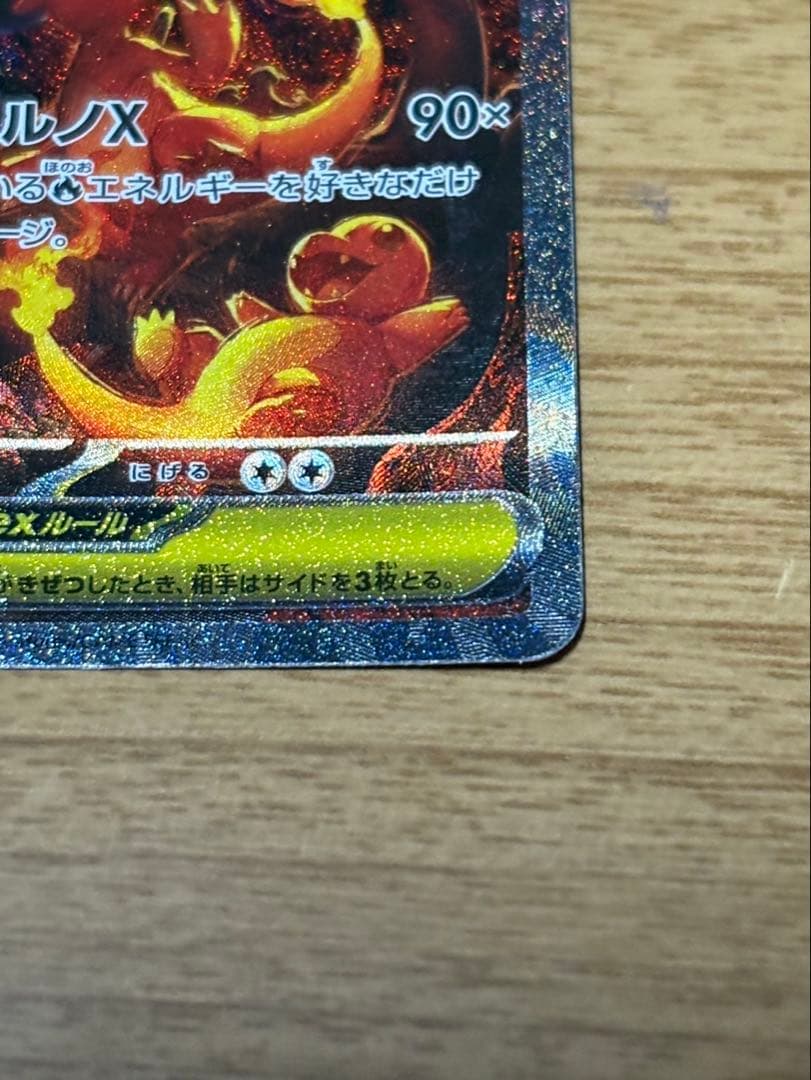 ルノX 90×
いる エネルギーを好きなだけ
ほのお
す
ージ。
にげる
exルール
がきぜつしたとき、相手はサイドを3枚とる。
あいて
まい